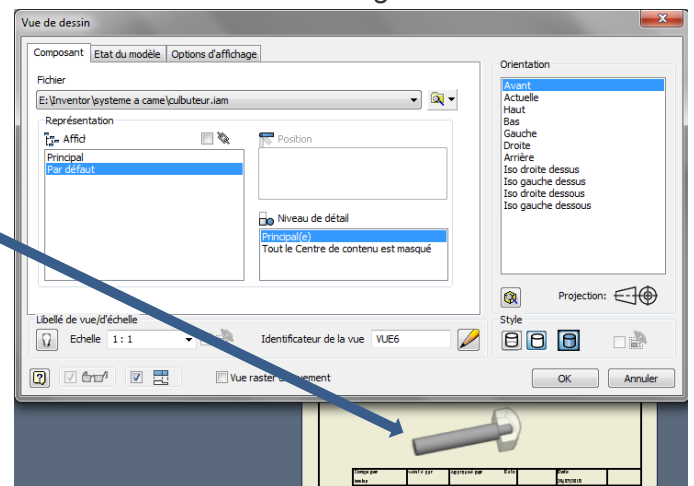 Vue de dessin
Composant Etat du modèle Options d'affichage
Fichier
E:\Inventor\systeme a came\culbuteur.iam
Représentation
Affich
Principal
Par défaut
Position
Niveau de détail
Principal(e)
Tout le Centre de contenu est masqué
Orientation
Avant
Actuelle
Haut
Bas
Gauche
Droite
Arrière
Iso droite dessus
Iso gauche dessus
Iso droite dessous
Iso gauche dessous
Projection:
Libellé de vue/d'échelle
Echelle 1 : 1
Identificateur de la vue VUE6
Style
Vue raster
OK Annuler